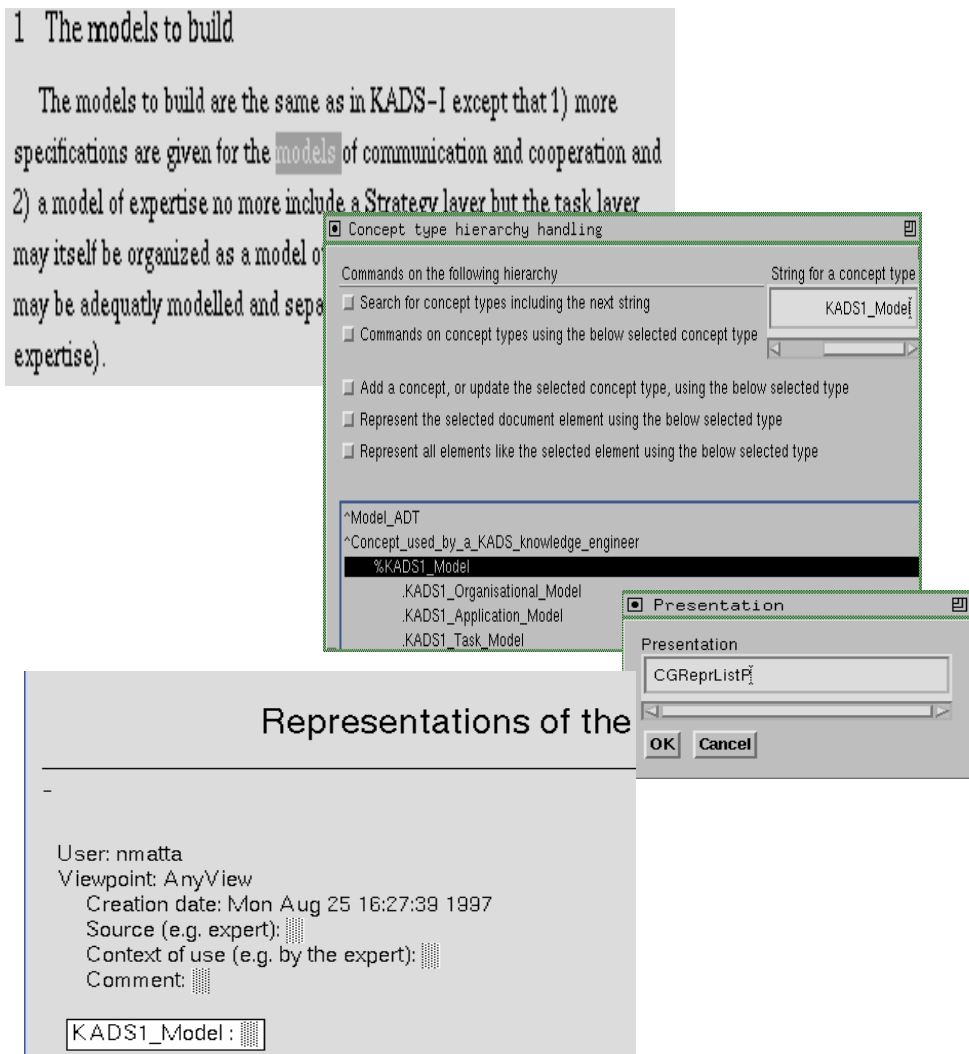 1 The models to build
The models to build are the same as in KADS-I except that 1) more
specifications are given for the models of communication and cooperation and
2) a model of expertise no more include a Strategy layer but the task layer
may itself be organized as a model o
may be adequatly modelled and sepa
expertise).
Concept type hierarchy handling
Commands on the following hierarchy
String for a concept type
Search for concept types including the next string
KADS1_Model
Commands on concept types using the below selected concept type
Add a concept, or update the selected concept type, using the below selected type
Represent the selected document element using the below selected type
Represent all elements like the selected element using the below selected type
^Model_ADT
^Concept_used_by_a_KADS_knowledge_engineer
%KADS1_Model
.KADS1_Organisational_Model
.KADS1_Application_Model
.KADS1_Task_Model
Presentation
Presentation
CGReprListP
OK Cancel
Representations of the
-
User: nmatta
Viewpoint: AnyView
Creation date: Mon Aug 25 16:27:39 1997
Source (e.g. expert):
Context of use (e.g. by the expert):
Comment:
KADS1_Model :